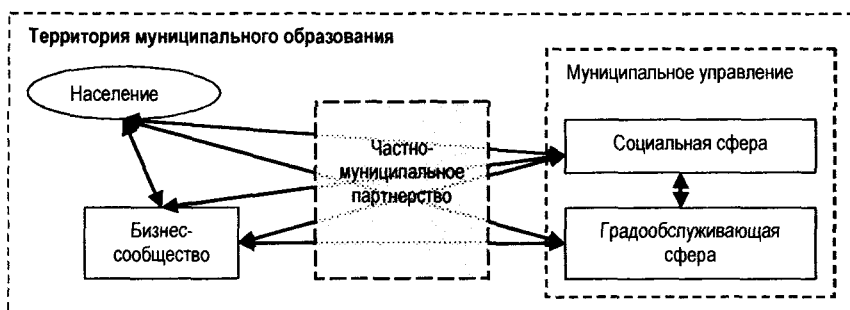 Территория муниципального образования
Население
Муниципальное управление
Частно-
муниципальное
партнерство
Социальная сфера
Бизнес-
сообщество
Градообслуживающая
сфера